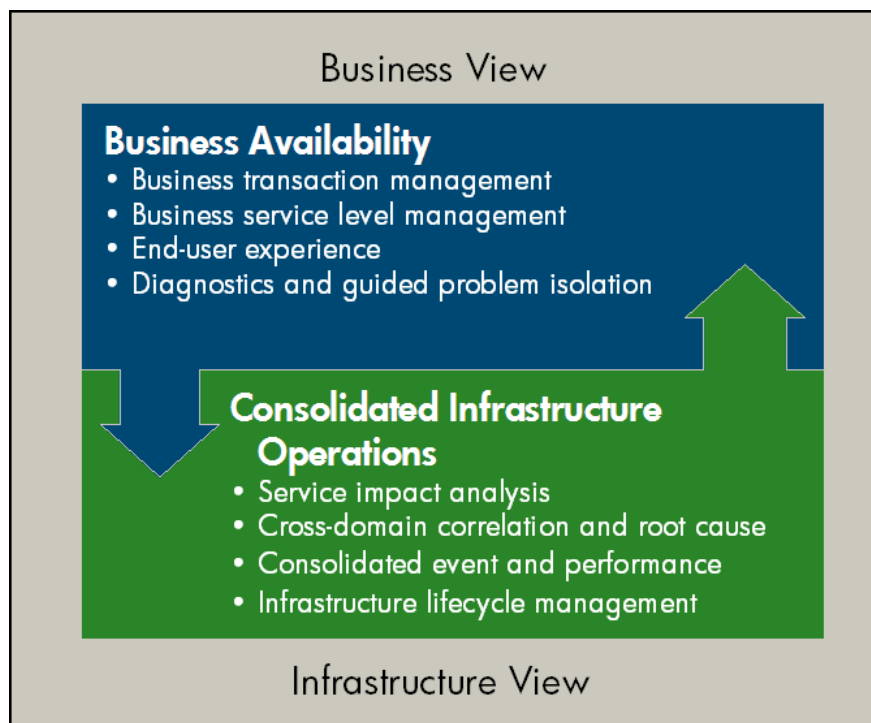 Business View
Business Availability
• Business transaction management
• Business service level management
• End-user experience
• Diagnostics and guided problem isolation
Consolidated Infrastructure
Operations
• Service impact analysis
• Cross-domain correlation and root cause
• Consolidated event and performance
• Infrastructure lifecycle management
Infrastructure View